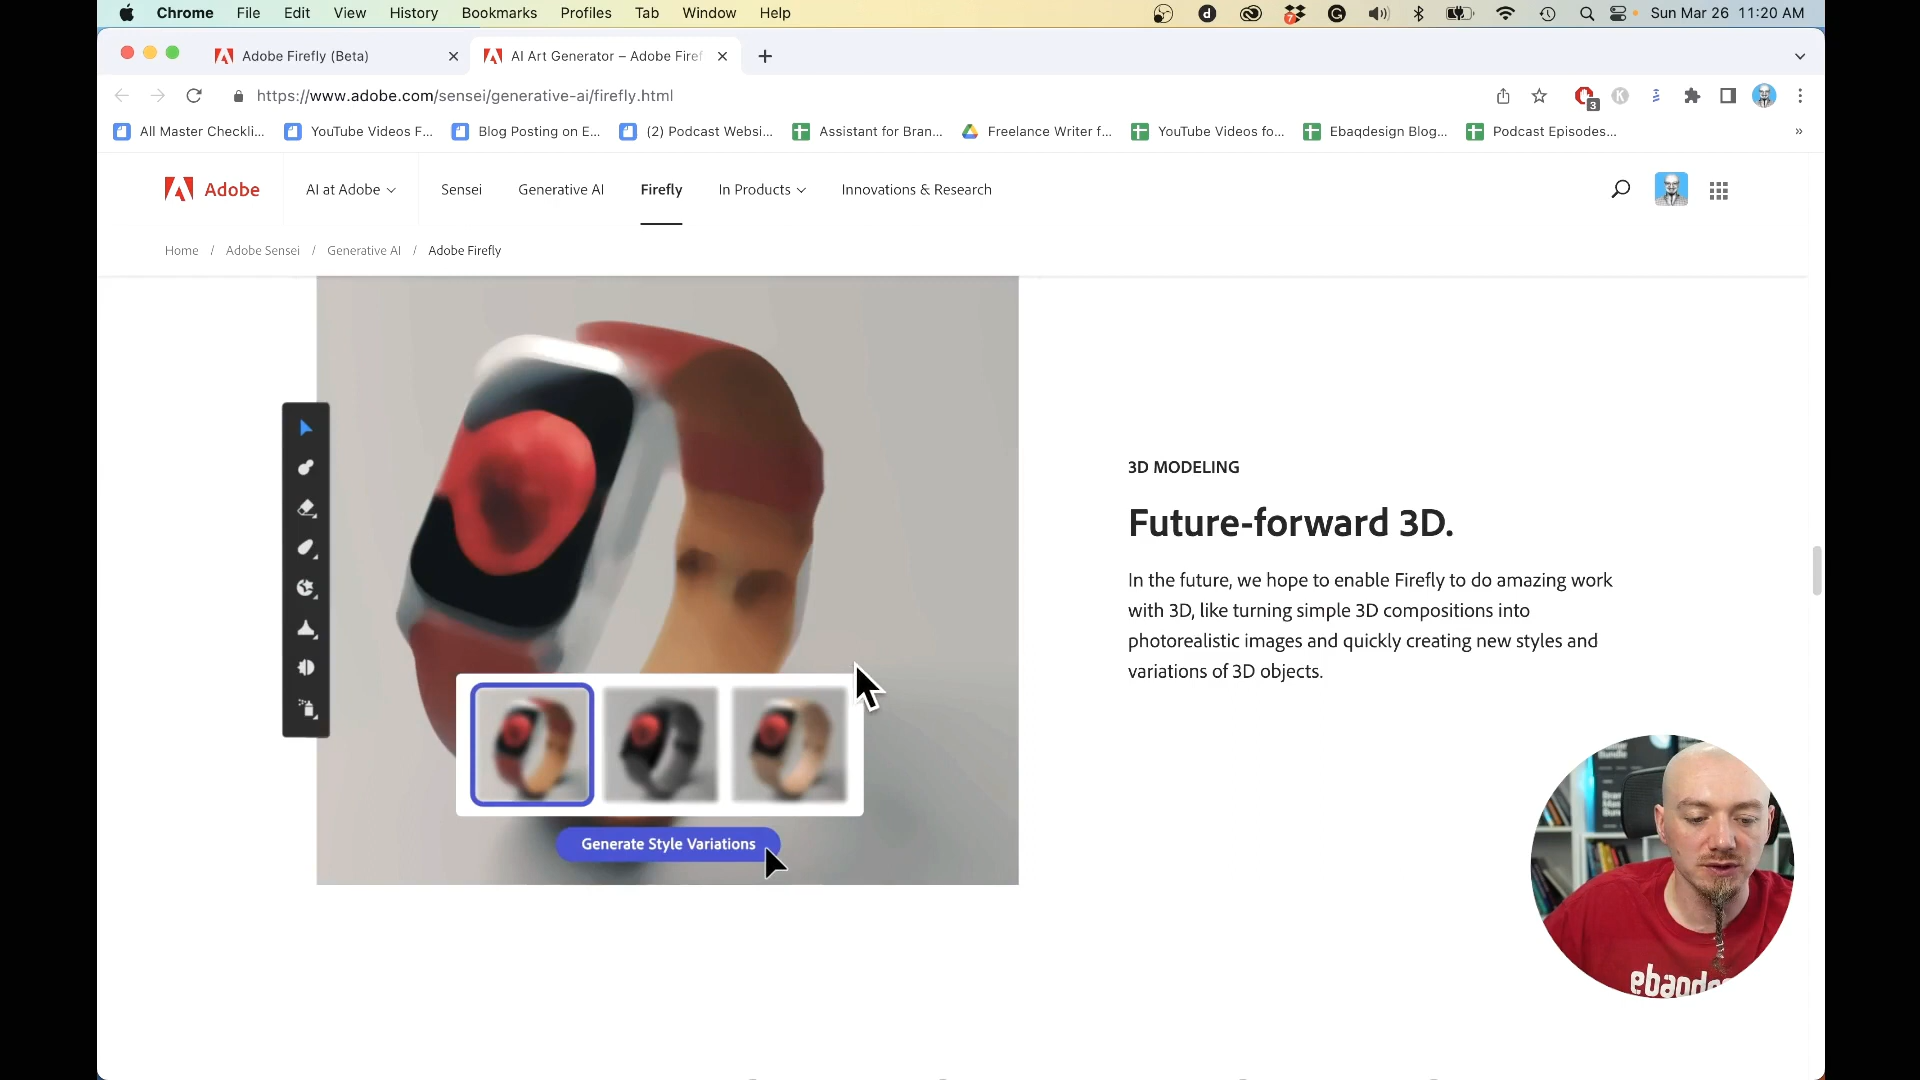 Chrome File Edit View History Bookmarks Profiles Tab Window Help
Sun Mar 26 11:20 AM
Adobe Firefly (Beta)
AI Art Generator – Adobe Firef
https://www.adobe.com/sensei/generative-ai/firefly.html
3
All Master Checkli... YouTube Videos F... Blog Posting on E... (2) Podcast Websi... Assistant for Bran... Freelance Writer f... YouTube Videos fo... Ebaqdesign Blog... Podcast Episodes... »
Adobe
AI at Adobe Sensei Generative AI Firefly In Products Innovations & Research
Home / Adobe Sensei / Generative AI / Adobe Firefly
3D MODELING
Future-forward 3D.
In the future, we hope to enable Firefly to do amazing work
with 3D, like turning simple 3D compositions into
photorealistic images and quickly creating new styles and
variations of 3D objects.
Generate Style Variations